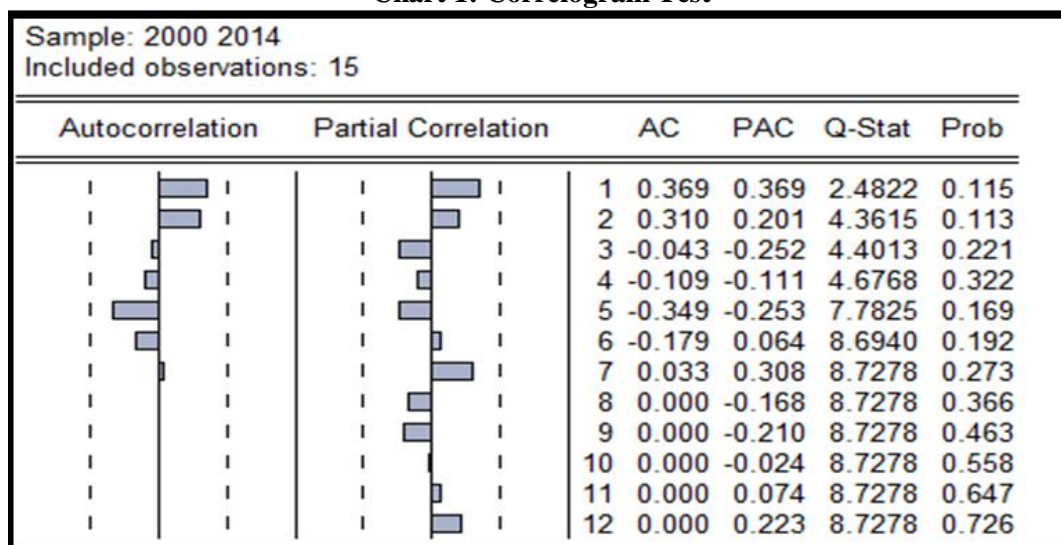 Chart 1: Correlogram Test
Sample: 2000 2014
Included observations: 15
Autocorrelation Partial Correlation AC PAC Q-Stat Prob
1 0.369 0.369 2.4822 0.115
2 0.310 0.201 4.3615 0.113
3 -0.043 -0.252 4.4013 0.221
4 -0.109 -0.111 4.6768 0.322
5 -0.349 -0.253 7.7825 0.169
6 -0.179 0.064 8.6940 0.192
7 0.033 0.308 8.7278 0.273
8 0.000 -0.168 8.7278 0.366
9 0.000 -0.210 8.7278 0.463
10 0.000 -0.024 8.7278 0.558
11 0.000 0.074 8.7278 0.647
12 0.000 0.223 8.7278 0.726